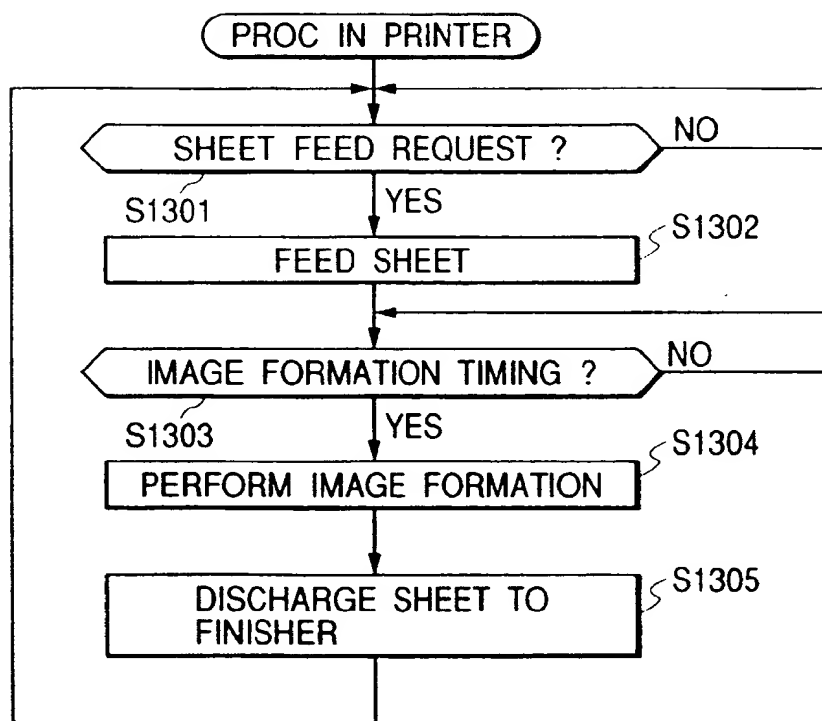 PROC IN PRINTER
SHEET FEED REQUEST ?
NO
S1301
YES
S1302
FEED SHEET
IMAGE FORMATION TIMING ?
NO
S1303
YES
S1304
PERFORM IMAGE FORMATION
S1305
DISCHARGE SHEET TO
FINISHER